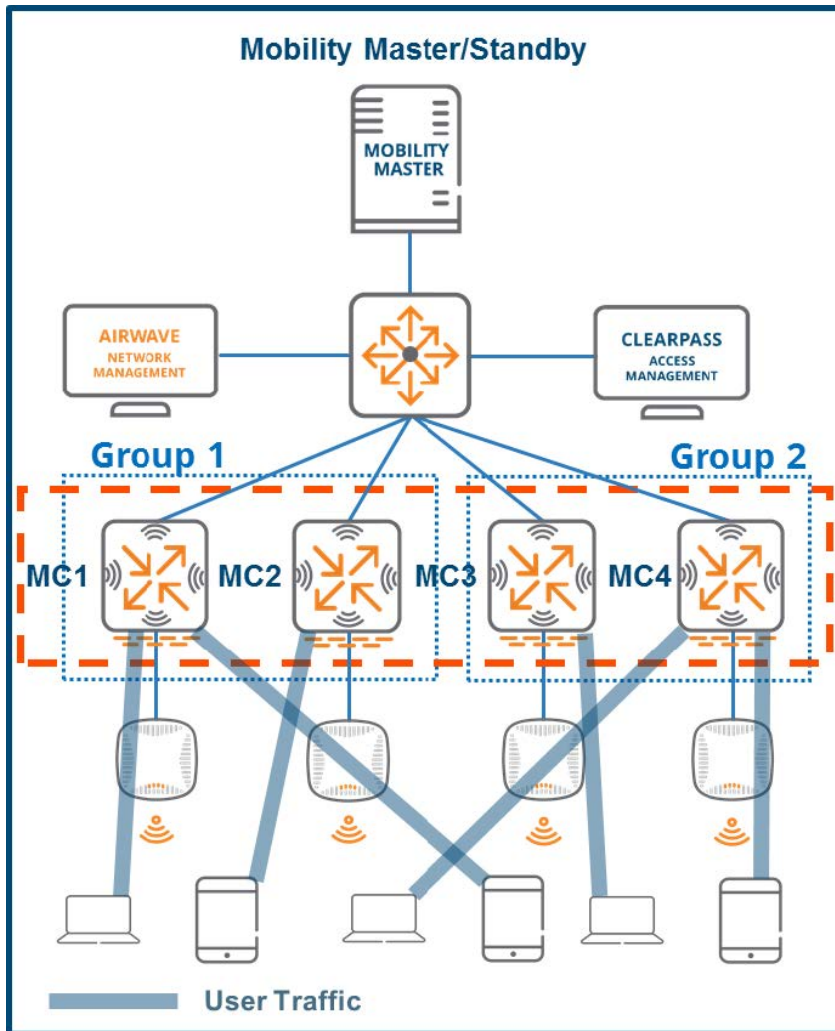 Mobility Master/Standby
MOBILITY
MASTER
AIRWAVE
NETWORK
MANAGEMENT
CLEARPASS
ACCESS
MANAGEMENT
Group 1
Group 2
MC1
MC2
MC3
MC4
User Traffic